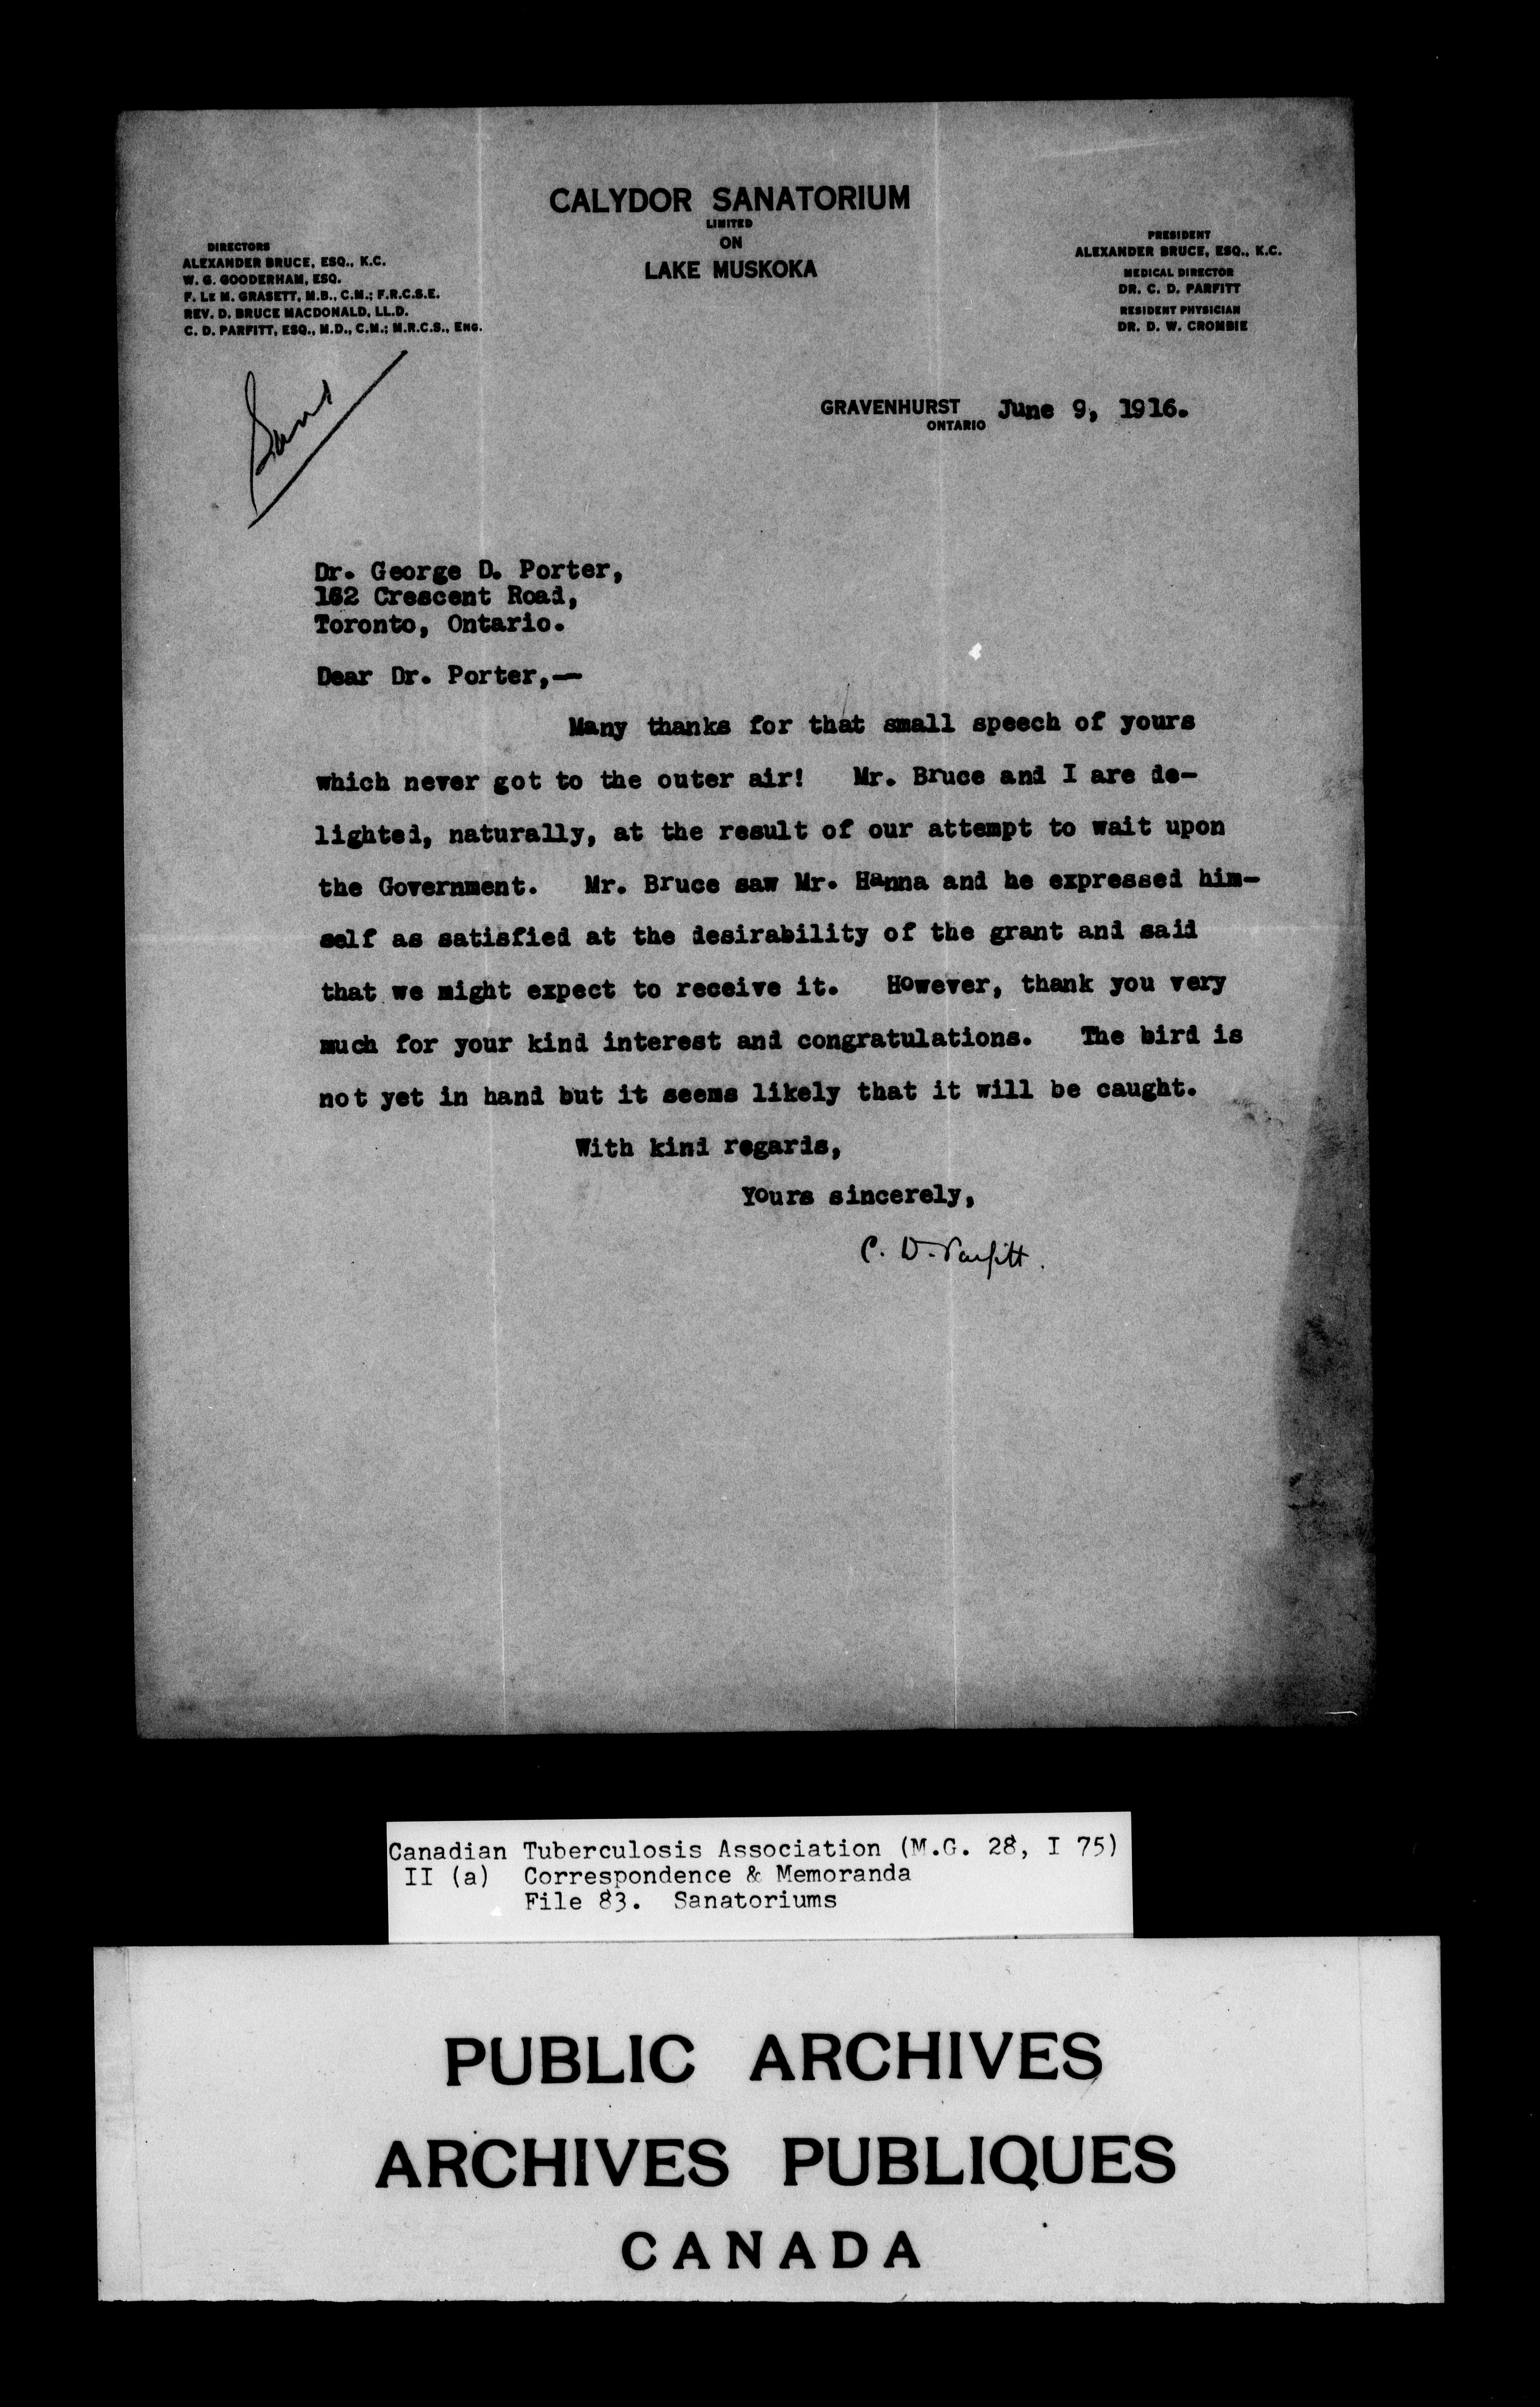 CALYDOR SANATORIUM
LIMITED
ON
LAKE MUSKOKA
DIRECTORS
ALEXANDER BRUCE, ESQ., K.C.
W. G. GOODERHAM, ESQ.
F. LE M. GRASETT, M.B., C.M.; F.R.C.S.E.
REV. D. BRUCE MACDONALD, LL.D.
C. D. PARFITT, ESQ., M.D., C.M.; M.R.C.S., ENG.
PRESIDENT
ALEXANDER BRUCE, ESQ., K.C.
MEDICAL DIRECTOR
DR. C. D. PARFITT
RESIDENT PHYSICIAN
DR. D. W. CROMBIE
GRAVENHURST June 9, 1916.
ONTARIO
Dr. George D. Porter,
162 Crescent Road,
Toronto, Ontario.
Dear Dr. Porter,—
Many thanks for that small speech of yours
which never got to the outer air! Mr. Bruce and I are de-
lighted, naturally, at the result of our attempt to wait upon
the Government. Mr. Bruce saw Mr. Hanna and he expressed him-
self as satisfied at the desirability of the grant and said
that we might expect to receive it. However, thank you very
much for your kind interest and congratulations. The bird is
not yet in hand but it seems likely that it will be caught.
With kind regards,
Yours sincerely,
C. D. Parfitt.
Canadian Tuberculosis Association (M.G. 28, I 75)
II (a) Correspondence & Memoranda
File 83. Sanatoriums
PUBLIC ARCHIVES
ARCHIVES PUBLIQUES
CANADA